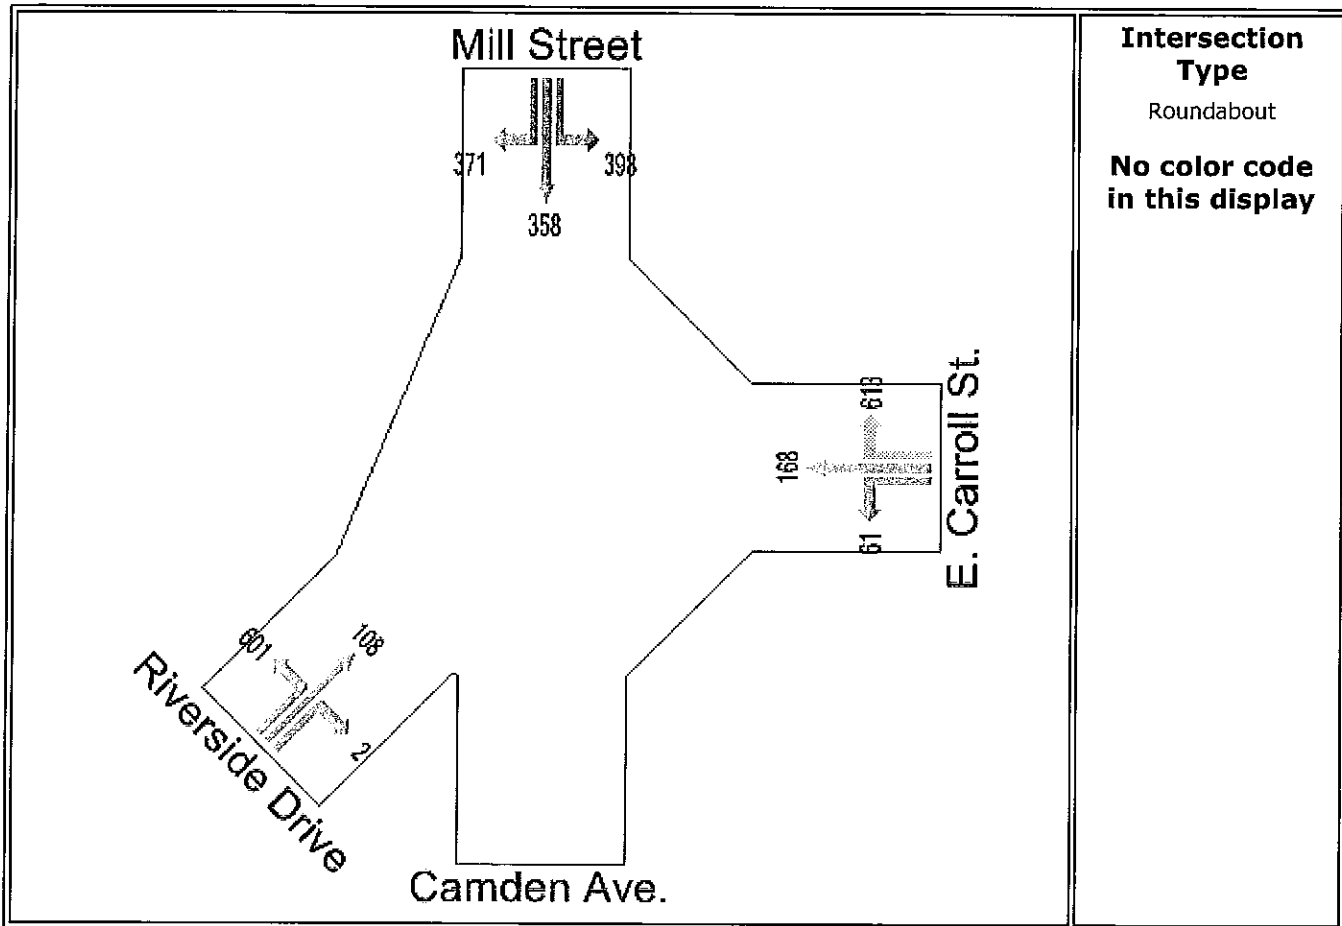 Mill Street
371
398
358
168
61
E. Carroll St.
601
108
2
Riverside Drive
Camden Ave.
Intersection
Type
Roundabout
No color code
in this display